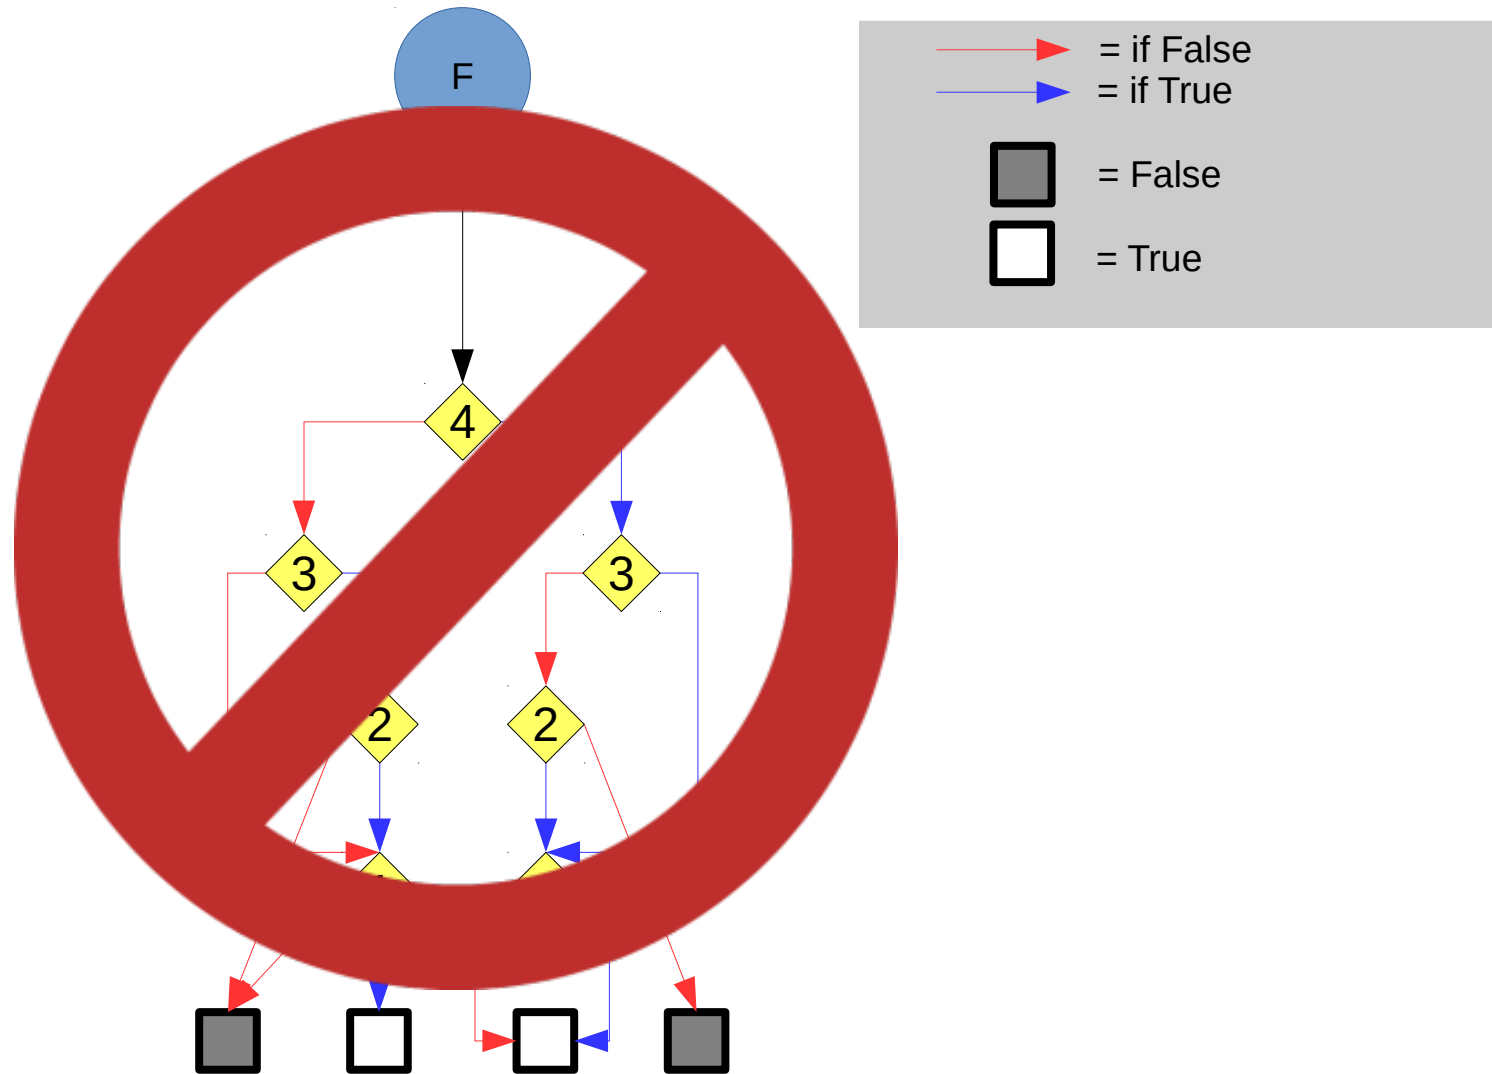 F
= if False
= if True
= False
= True
4
3
3
2
2